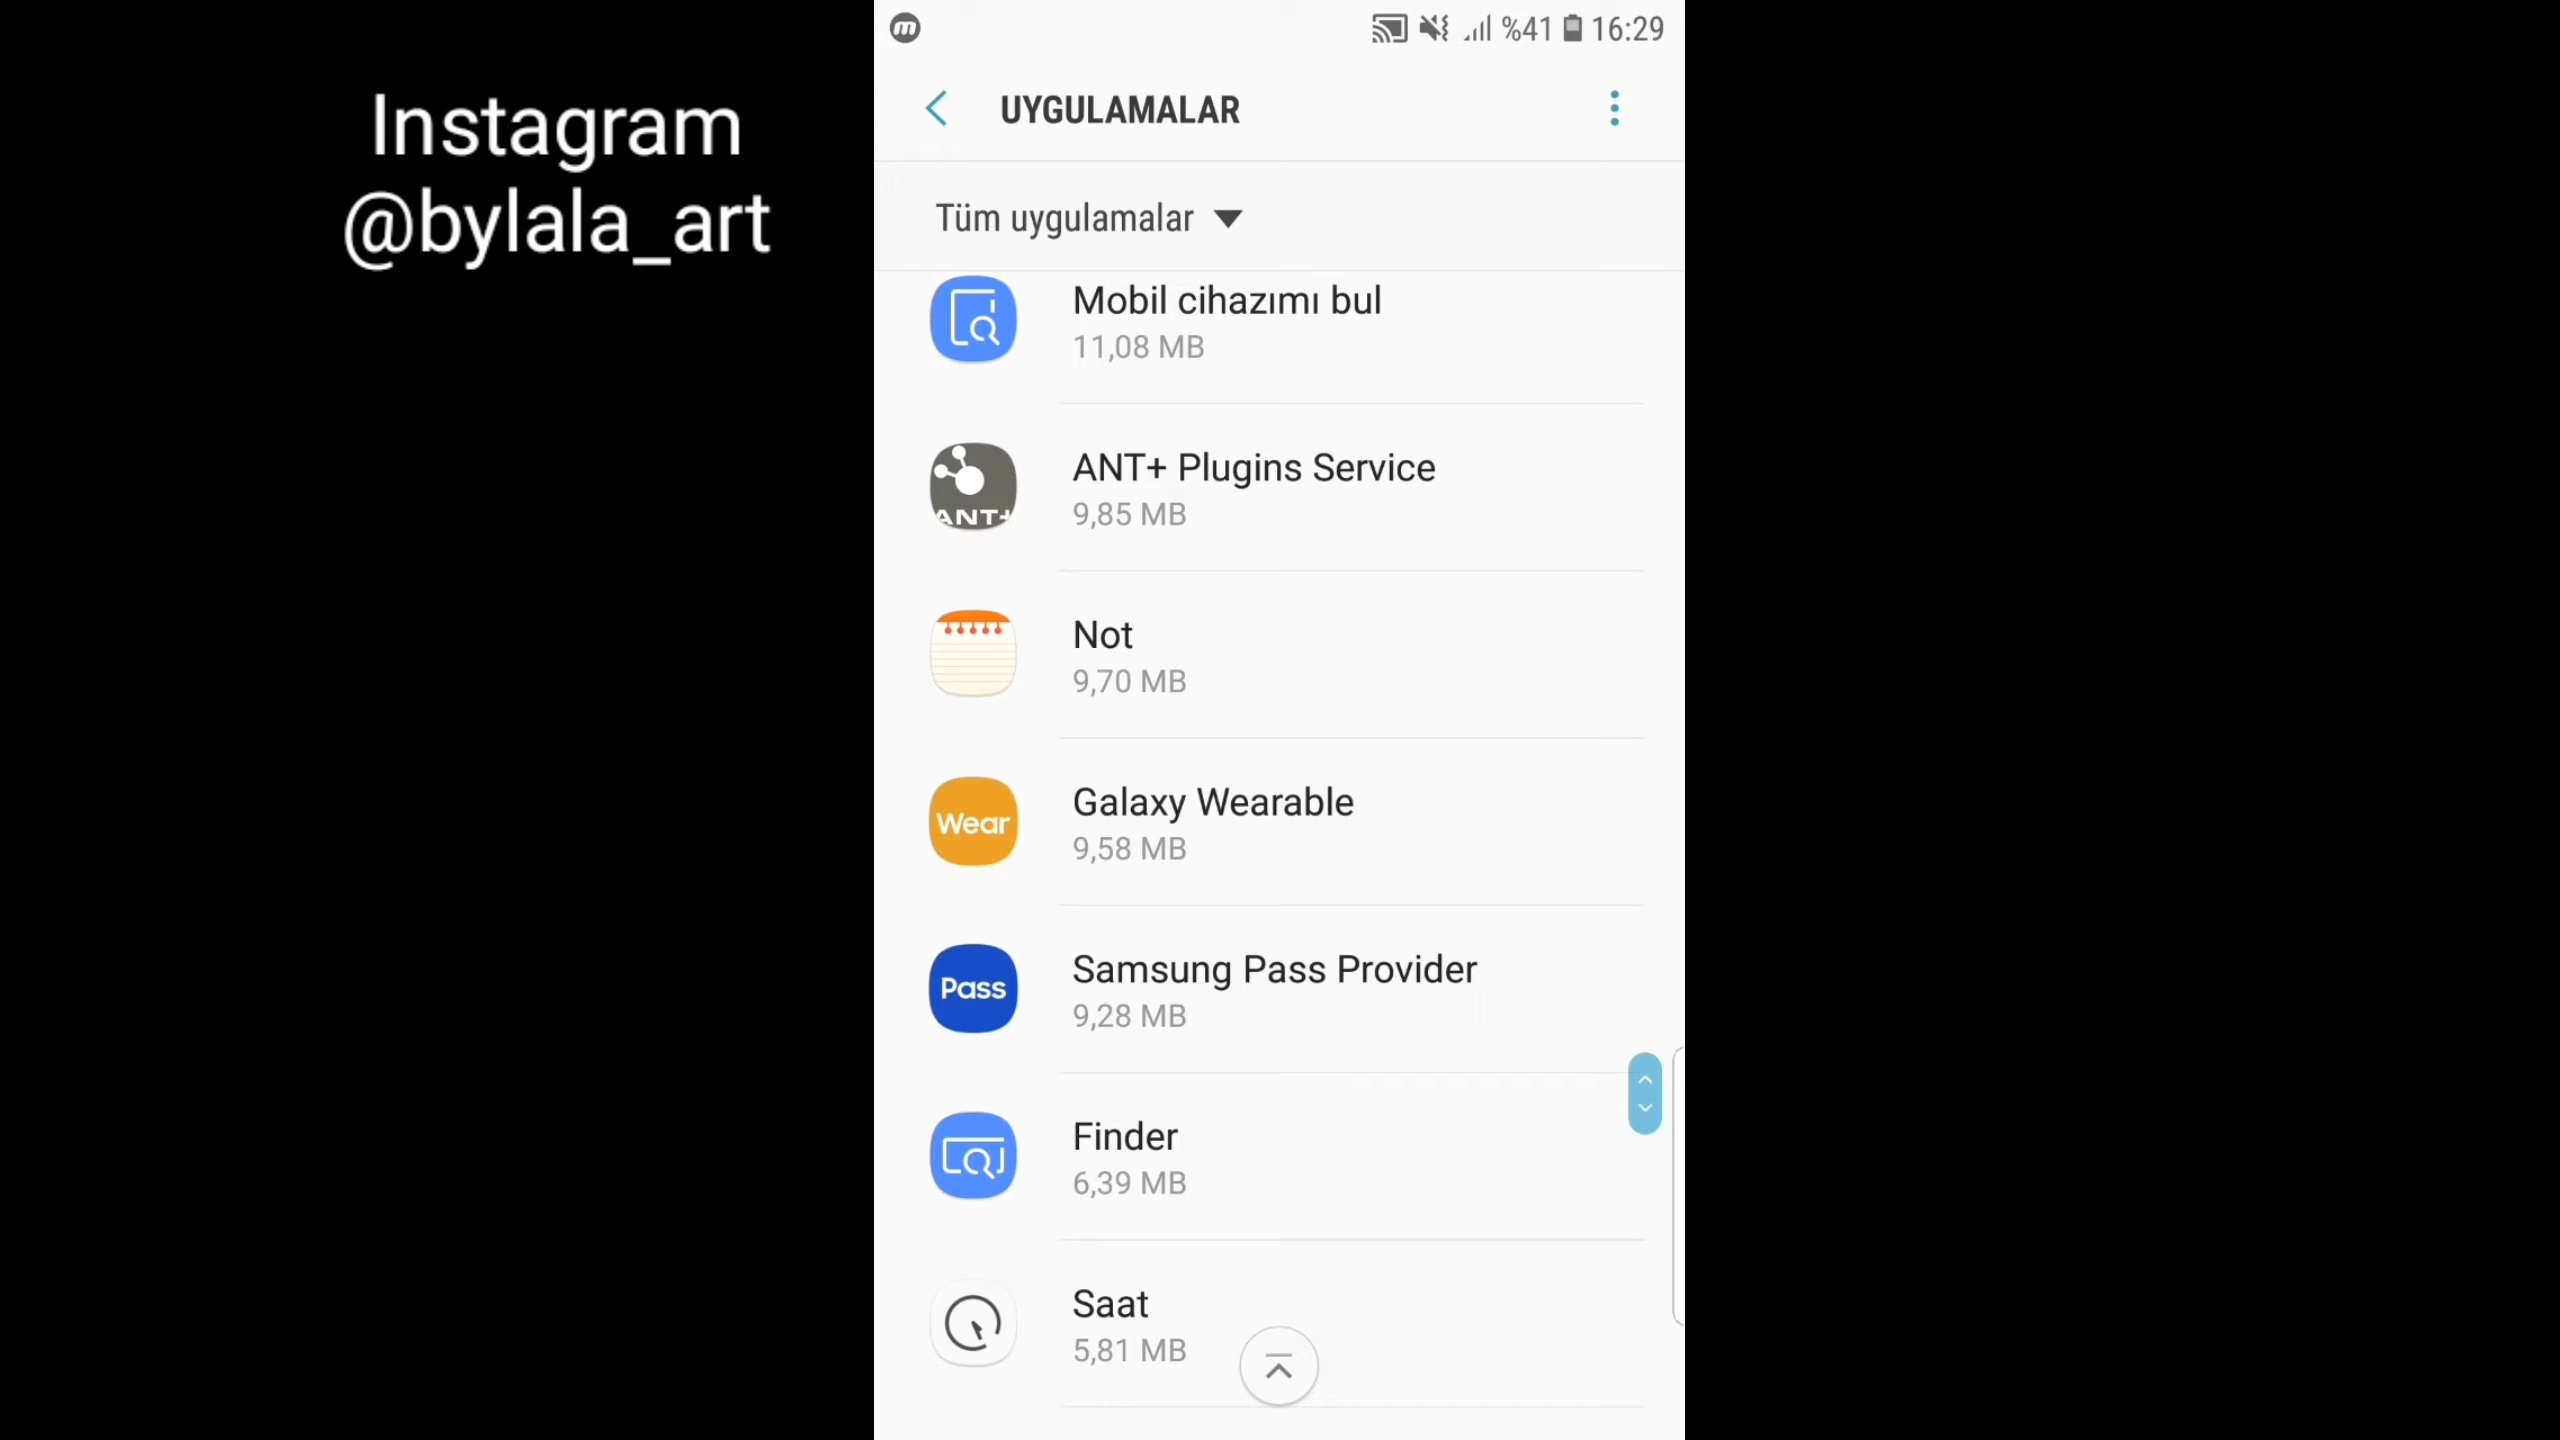 Instagram
@bylala_art
m
%41 16:29
UYGULAMALAR
Tüm uygulamalar
Mobil cihazımı bul
11,08 MB
ANT+
ANT+ Plugins Service
9,85 MB
Not
9,70 MB
Wear
Galaxy Wearable
9,58 MB
Pass
Samsung Pass Provider
9,28 MB
Finder
6,39 MB
Saat
5,81 MB